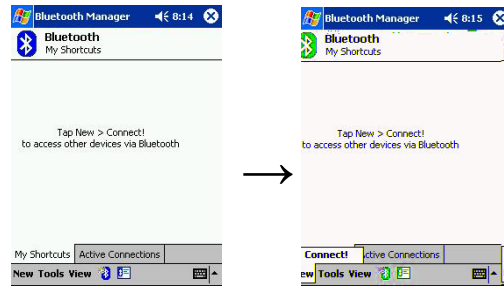 Bluetooth Manager 8:14
Bluetooth
My Shortcuts
Tap New > Connect!
to access other devices via Bluetooth
My Shortcuts Active Connections
New Tools View
Bluetooth Manager 8:15
Bluetooth
My Shortcuts
Tap New > Connect!
to access other devices via Bluetooth
Connect! Active Connections
ew Tools View